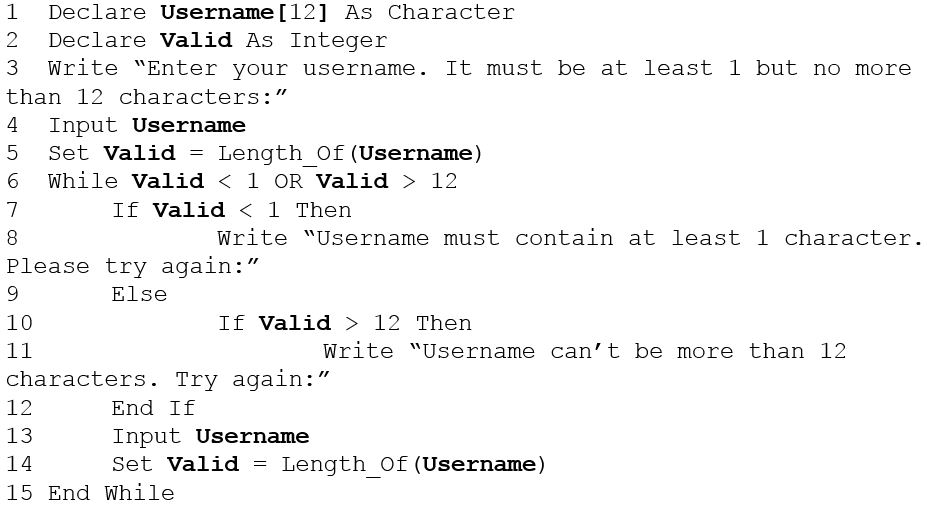 1 Declare Username[12] As Character
2 Declare Valid As Integer
3 Write “Enter your username. It must be at least 1 but no more
than 12 characters:”
4 Input Username
5 Set Valid = Length_Of(Username)
6 While Valid < 1 OR Valid > 12
7 If Valid < 1 Then
8 Write “Username must contain at least 1 character.
Please try again:”
9 Else
10 If Valid > 12 Then
11 Write “Username can’t be more than 12
characters. Try again:”
12 End If
13 Input Username
14 Set Valid = Length_Of(Username)
15 End While